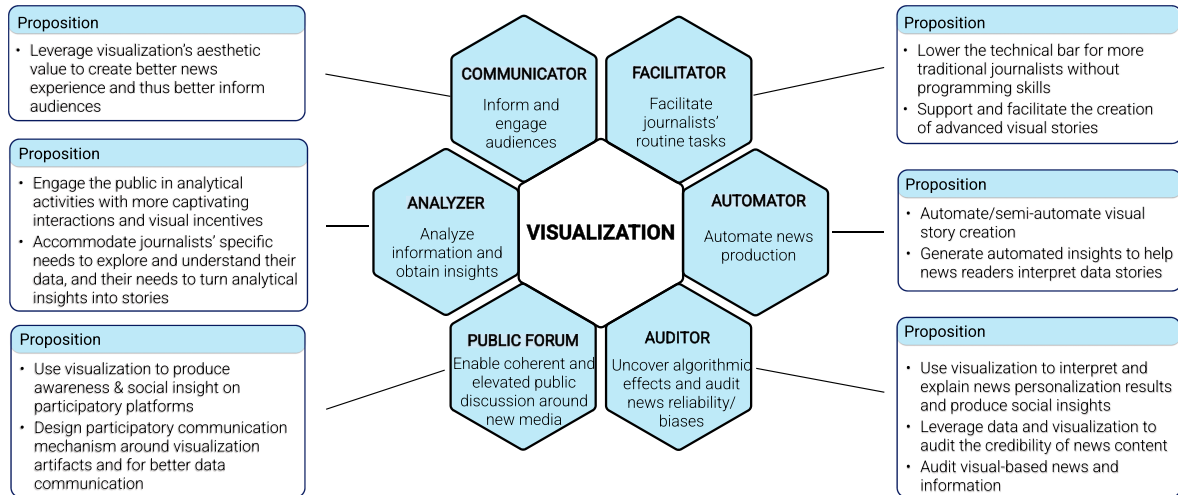 Proposition
• Leverage visualization's aesthetic
value to create better news
experience and thus better inform
audiences
Proposition
• Engage the public in analytical
activities with more captivating
interactions and visual incentives
• Accommodate journalists' specific
needs to explore and understand their
data, and their needs to turn analytical
insights into stories
Proposition
• Use visualization to produce
awareness & social insight on
participatory platforms
• Design participatory communication
mechanism around visualization
artifacts and for better data
communication
COMMUNICATOR
Inform and
engage
audiences
FACILITATOR
Facilitate
journalists'
routine tasks
ANALYZER
Analyze
information and
obtain insights
VISUALIZATION
AUTOMATOR
Automate news
production
PUBLIC FORUM
Enable coherent and
elevated public
discussion around
new media
AUDITOR
Uncover algorithmic
effects and audit
news reliability/
biases
Proposition
• Lower the technical bar for more
traditional journalists without
programming skills
• Support and facilitate the creation
of advanced visual stories
Proposition
• Automate/semi-automate visual
story creation
• Generate automated insights to help
news readers interpret data stories
Proposition
• Use visualization to interpret and
explain news personalization results
and produce social insights
• Leverage data and visualization to
audit the credibility of news content
• Audit visual-based news and
information